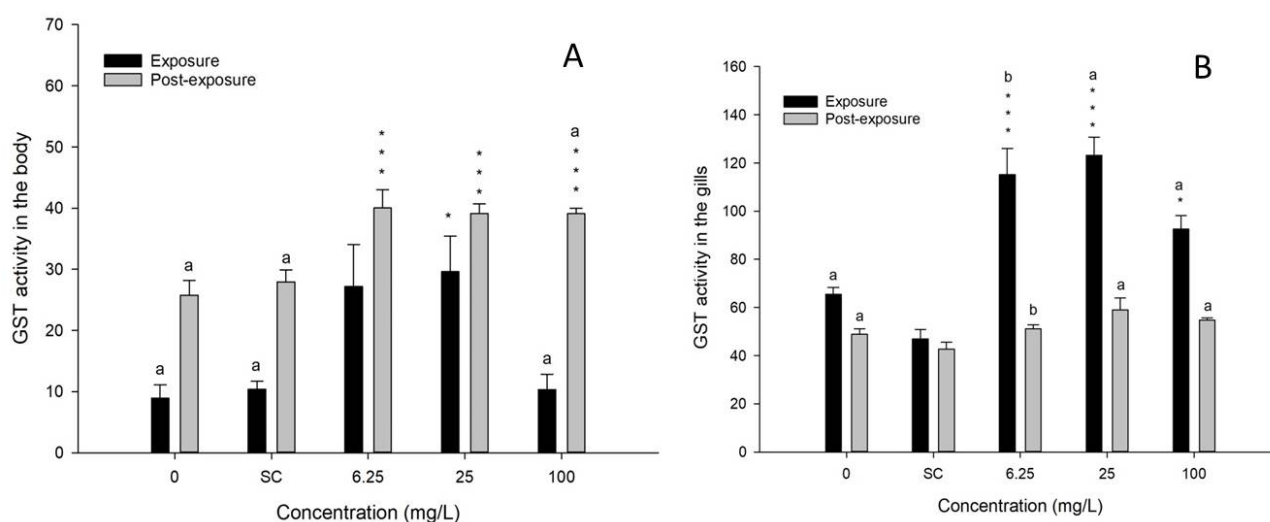 70
60
50
40
30
20
10
0
GST activity in the body
Exposure
Post-exposure
A
a
a
a
a
* * *
*
* * *
a
a
* * *
0
SC
6.25
25
100
Concentration (mg/L)
160
140
120
100
80
60
40
20
0
GST activity in the gills
Exposure
Post-exposure
B
a
a
b
* * *
b
a
* * *
a
a
*
a
0
SC
6.25
25
100
Concentration (mg/L)